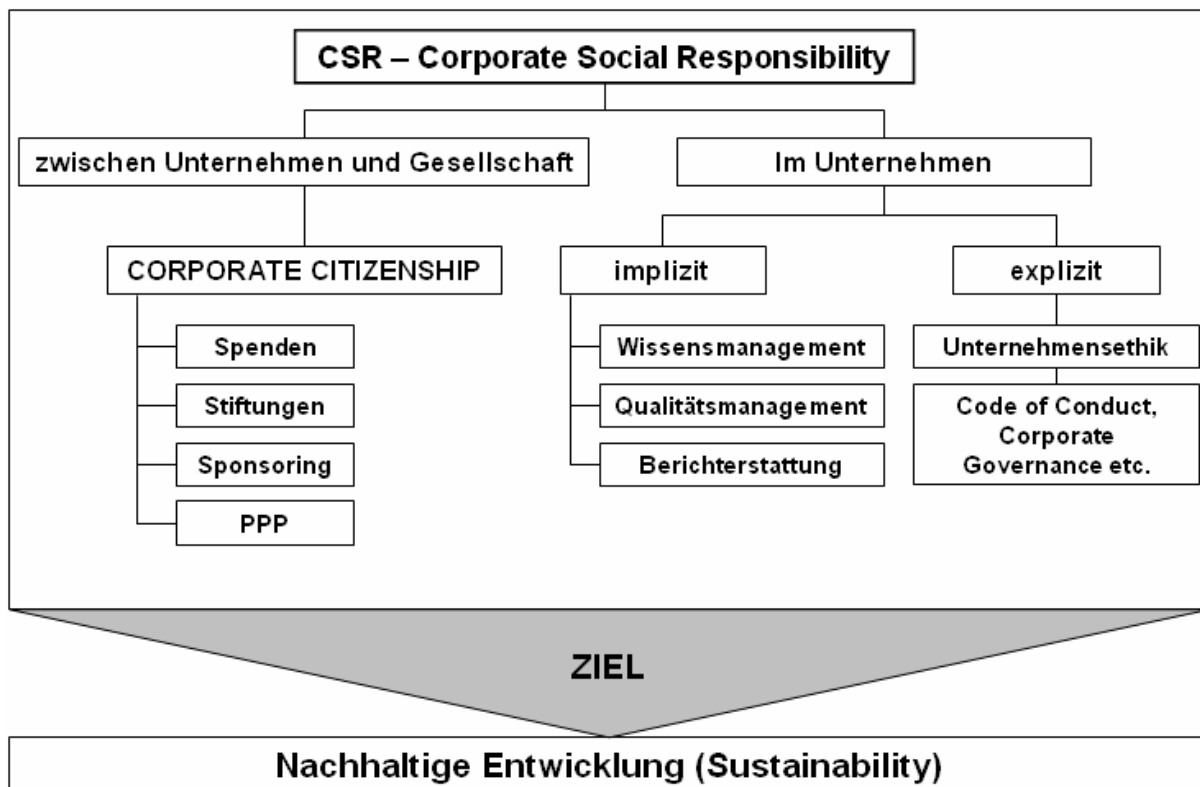 CSR – Corporate Social Responsibility
zwischen Unternehmen und Gesellschaft
Im Unternehmen
CORPORATE CITIZENSHIP
implizit
explizit
Spenden
Stiftungen
Sponsoring
PPP
Wissensmanagement
Qualitätsmanagement
Berichterstattung
Unternehmensethik
Code of Conduct,
Corporate
Governance etc.
ZIEL
Nachhaltige Entwicklung (Sustainability)